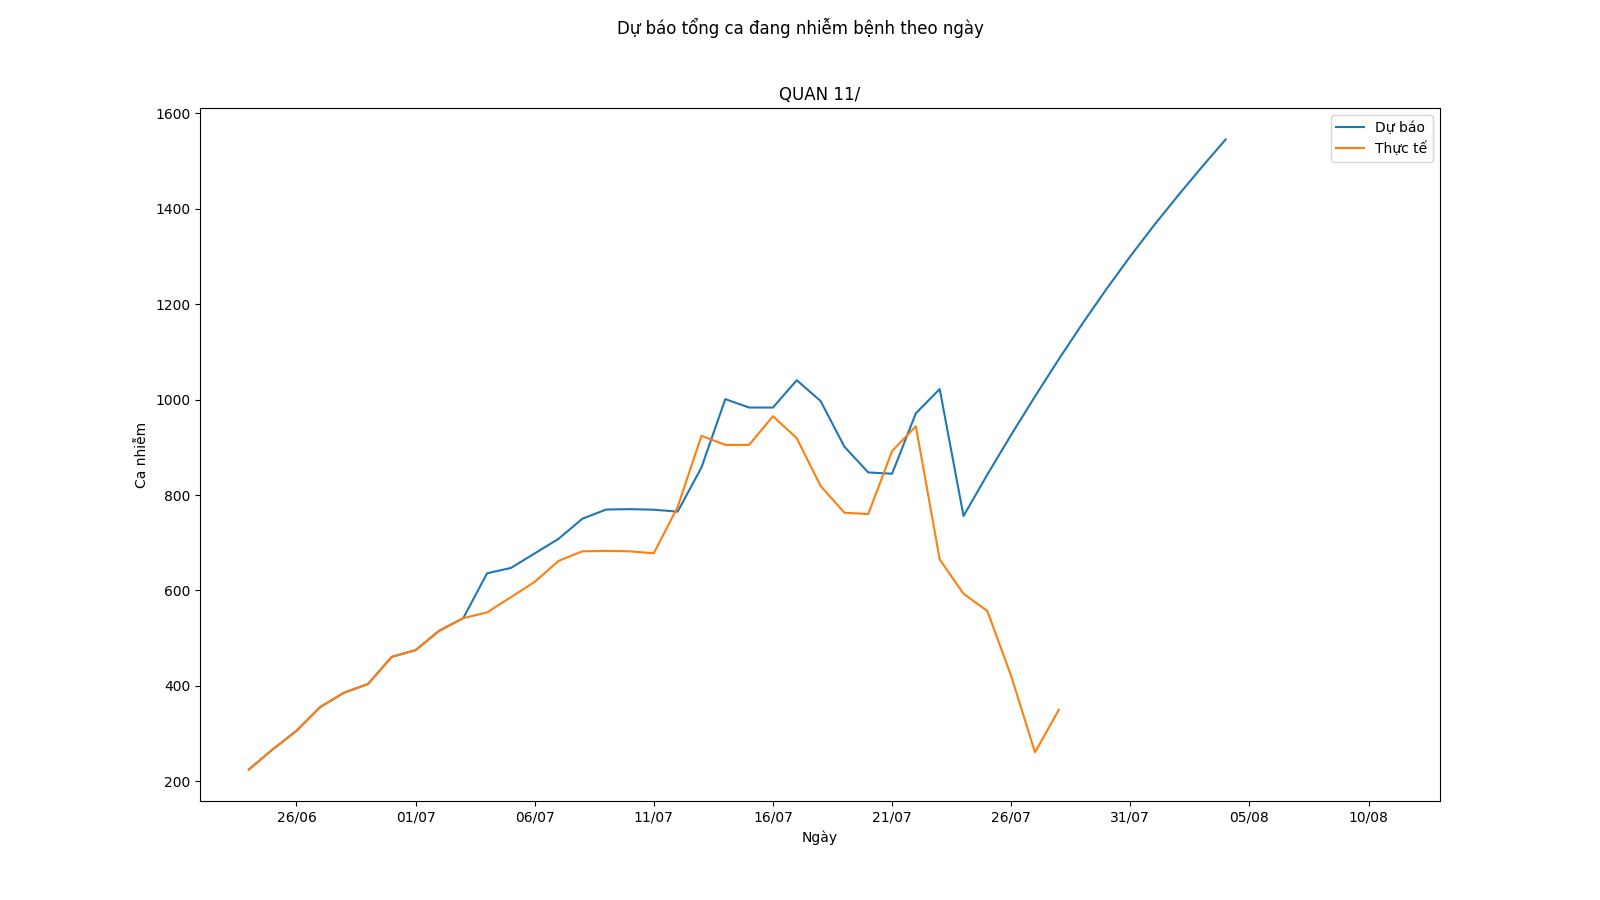 Dự báo tổng ca đang nhiễm bệnh theo ngày
QUAN 11/
1600
1400
1200
1000
800
600
400
200
Ca nhiễm
Dự báo
Thực tế
26/06 01/07 06/07 11/07 16/07 21/07 26/07 31/07 05/08 10/08
Ngày